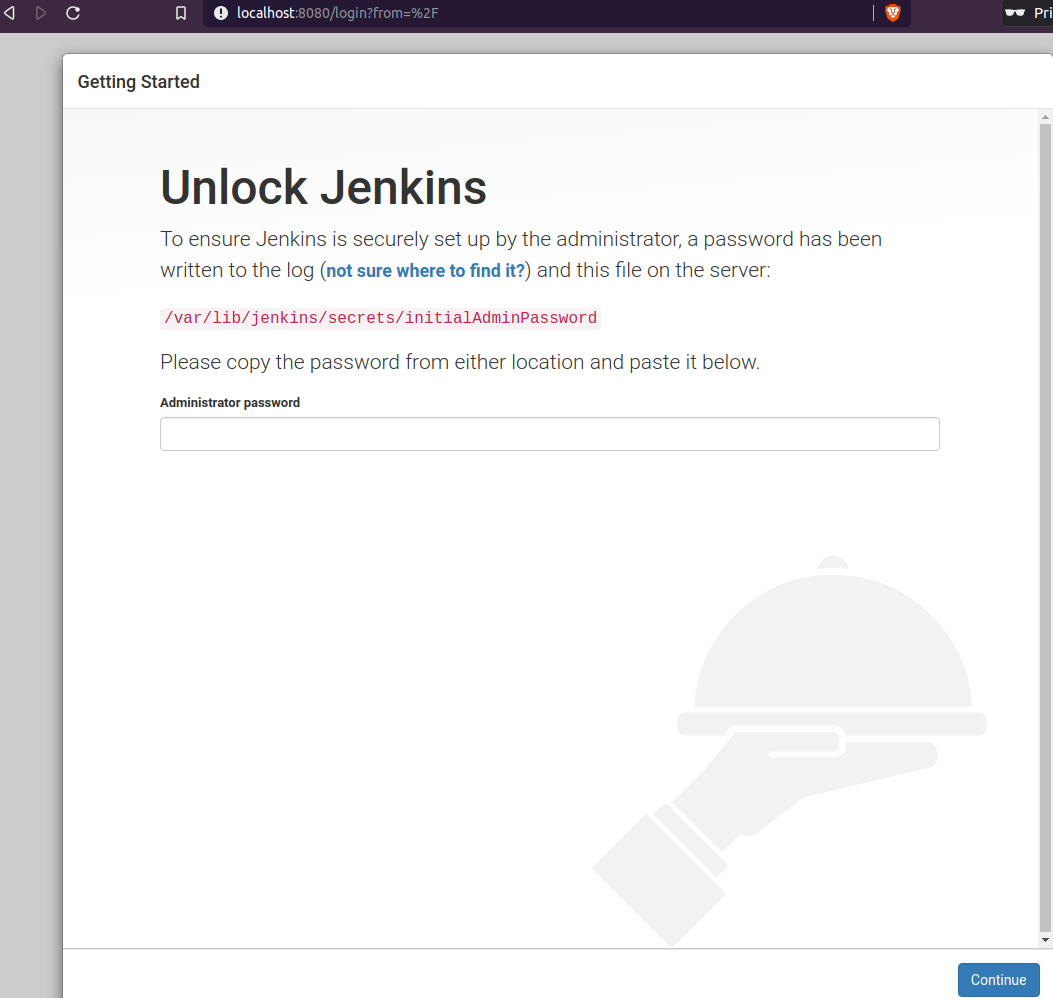 localhost:8080/login?from=%2F
Pri
Getting Started
Unlock Jenkins
To ensure Jenkins is securely set up by the administrator, a password has been
written to the log (not sure where to find it?) and this file on the server:
/var/lib/jenkins/secrets/initialAdminPassword
Please copy the password from either location and paste it below.
Administrator password
Continue